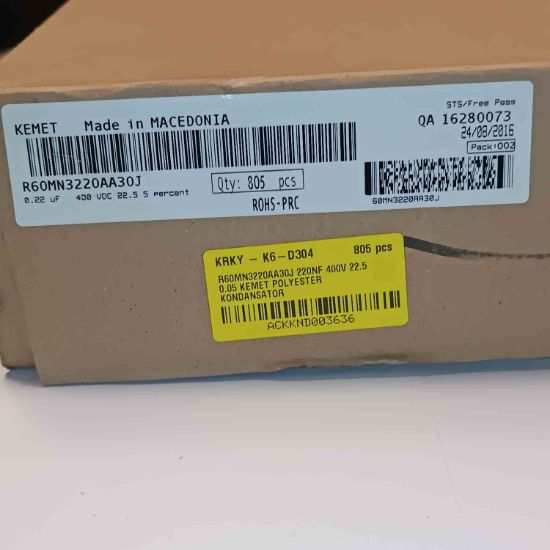 STS/Free Pass
KEMET Made in MACEDONIA
QA 16280073
24/08/2016
Pack:002
R60MN3220AA30J
Qty: 805 pcs
0.22 uF 400 VDC 22.5 5 percent
60MN3220AA30J
ROHS-PRC
KRKY - K6-D304 805 pcs
R60MN3220AA30J 220NF 400V 22.5
0.05 KEMET POLYESTER
KONDANSATOR
ACKKND003636